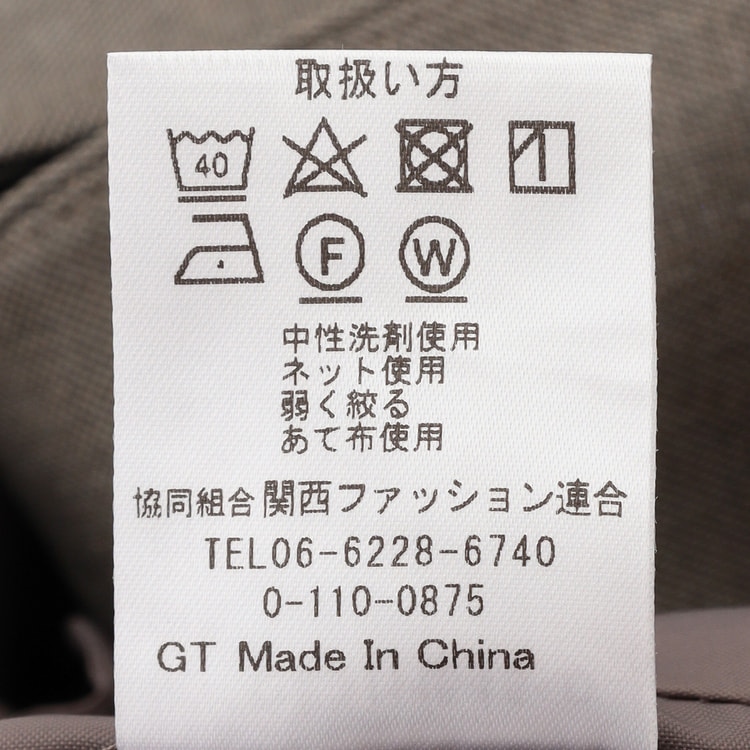 取扱い方
40
F W
中性洗剤使用
ネット使用
弱く絞る
あて布使用
協同組合関西ファッション連合
TEL06-6228-6740
0-110-0875
GT Made In China